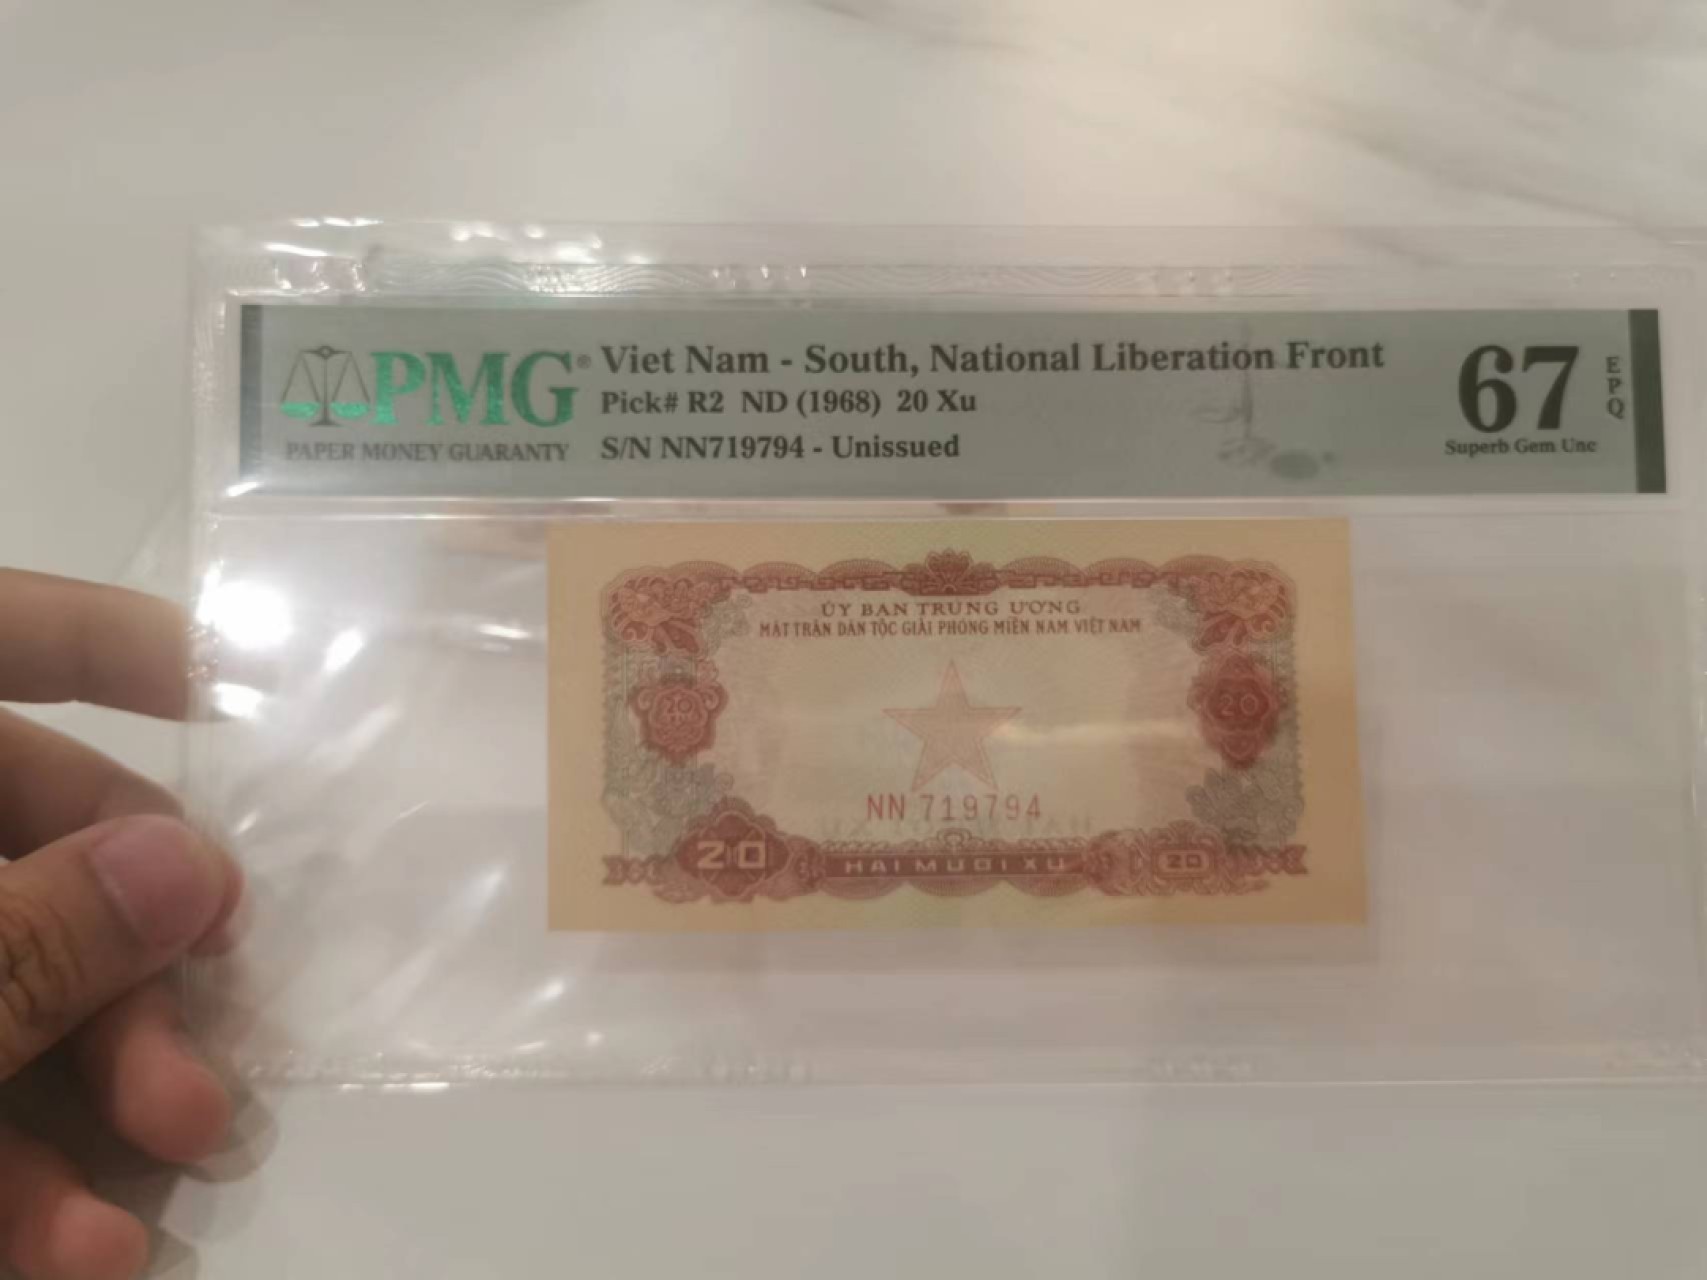 PMG®
PAPER MONEY GUARANTY
Viet Nam - South, National Liberation Front
Pick# R2 ND (1968) 20 Xu
S/N NN719794 - Unissued
67
EPQ
Superb Gem Unc
ỦY BAN TRUNG ƯƠNG
MẶT TRẬN DÂN TỘC GIẢI PHÓNG MIỀN NAM VIỆT NAM
20
20
NN 719794
20
HAI MƯƠI XU
20